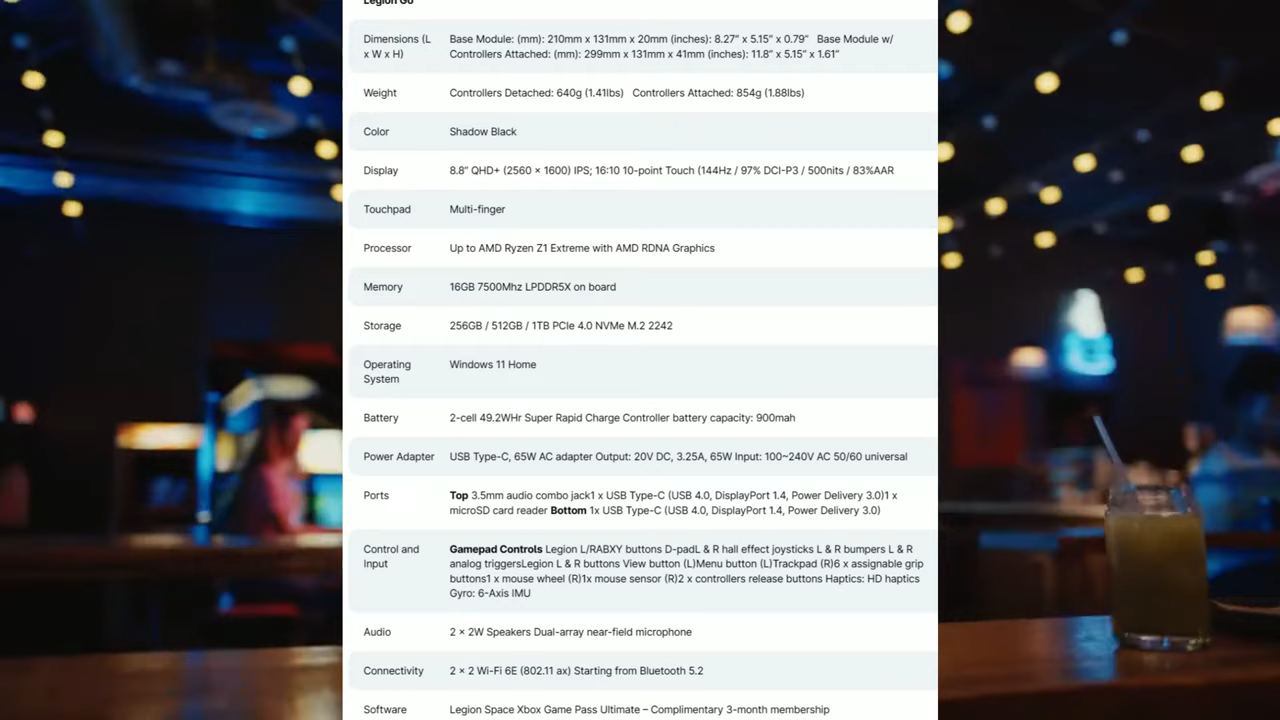 Legion Go
Dimensions (L Base Module: (mm): 210mm x 131mm x 20mm (inches): 8.27” x 5.15” x 0.79” Base Module w/
x W x H) Controllers Attached: (mm): 299mm x 131mm x 41mm (inches): 11.8” x 5.15” x 1.61”
Weight Controllers Detached: 640g (1.41lbs) Controllers Attached: 854g (1.88lbs)
Color Shadow Black
Display 8.8” QHD+ (2560 × 1600) IPS; 16:10 10-point Touch (144Hz / 97% DCI-P3 / 500nits / 83%AAR
Touchpad Multi-finger
Processor Up to AMD Ryzen Z1 Extreme with AMD RDNA Graphics
Memory 16GB 7500Mhz LPDDR5X on board
Storage 256GB / 512GB / 1TB PCIe 4.0 NVMe M.2 2242
Operating Windows 11 Home
System
Battery 2-cell 49.2WHr Super Rapid Charge Controller battery capacity: 900mah
Power Adapter USB Type-C, 65W AC adapter Output: 20V DC, 3.25A, 65W Input: 100~240V AC 50/60 universal
Ports Top 3.5mm audio combo jack1 x USB Type-C (USB 4.0, DisplayPort 1.4, Power Delivery 3.0)1 x
microSD card reader Bottom 1x USB Type-C (USB 4.0, DisplayPort 1.4, Power Delivery 3.0)
Control and Gamepad Controls Legion L/RABXY buttons D-padL & R hall effect joysticks L & R bumpers L & R
Input analog triggersLegion L & R buttons View button (L)Menu button (L)Trackpad (R)6 x assignable grip
buttons1 x mouse wheel (R)1x mouse sensor (R)2 x controllers release buttons Haptics: HD haptics
Gyro: 6-Axis IMU
Audio 2 × 2W Speakers Dual-array near-field microphone
Connectivity 2 × 2 Wi-Fi 6E (802.11 ax) Starting from Bluetooth 5.2
Software Legion Space Xbox Game Pass Ultimate – Complimentary 3-month membership